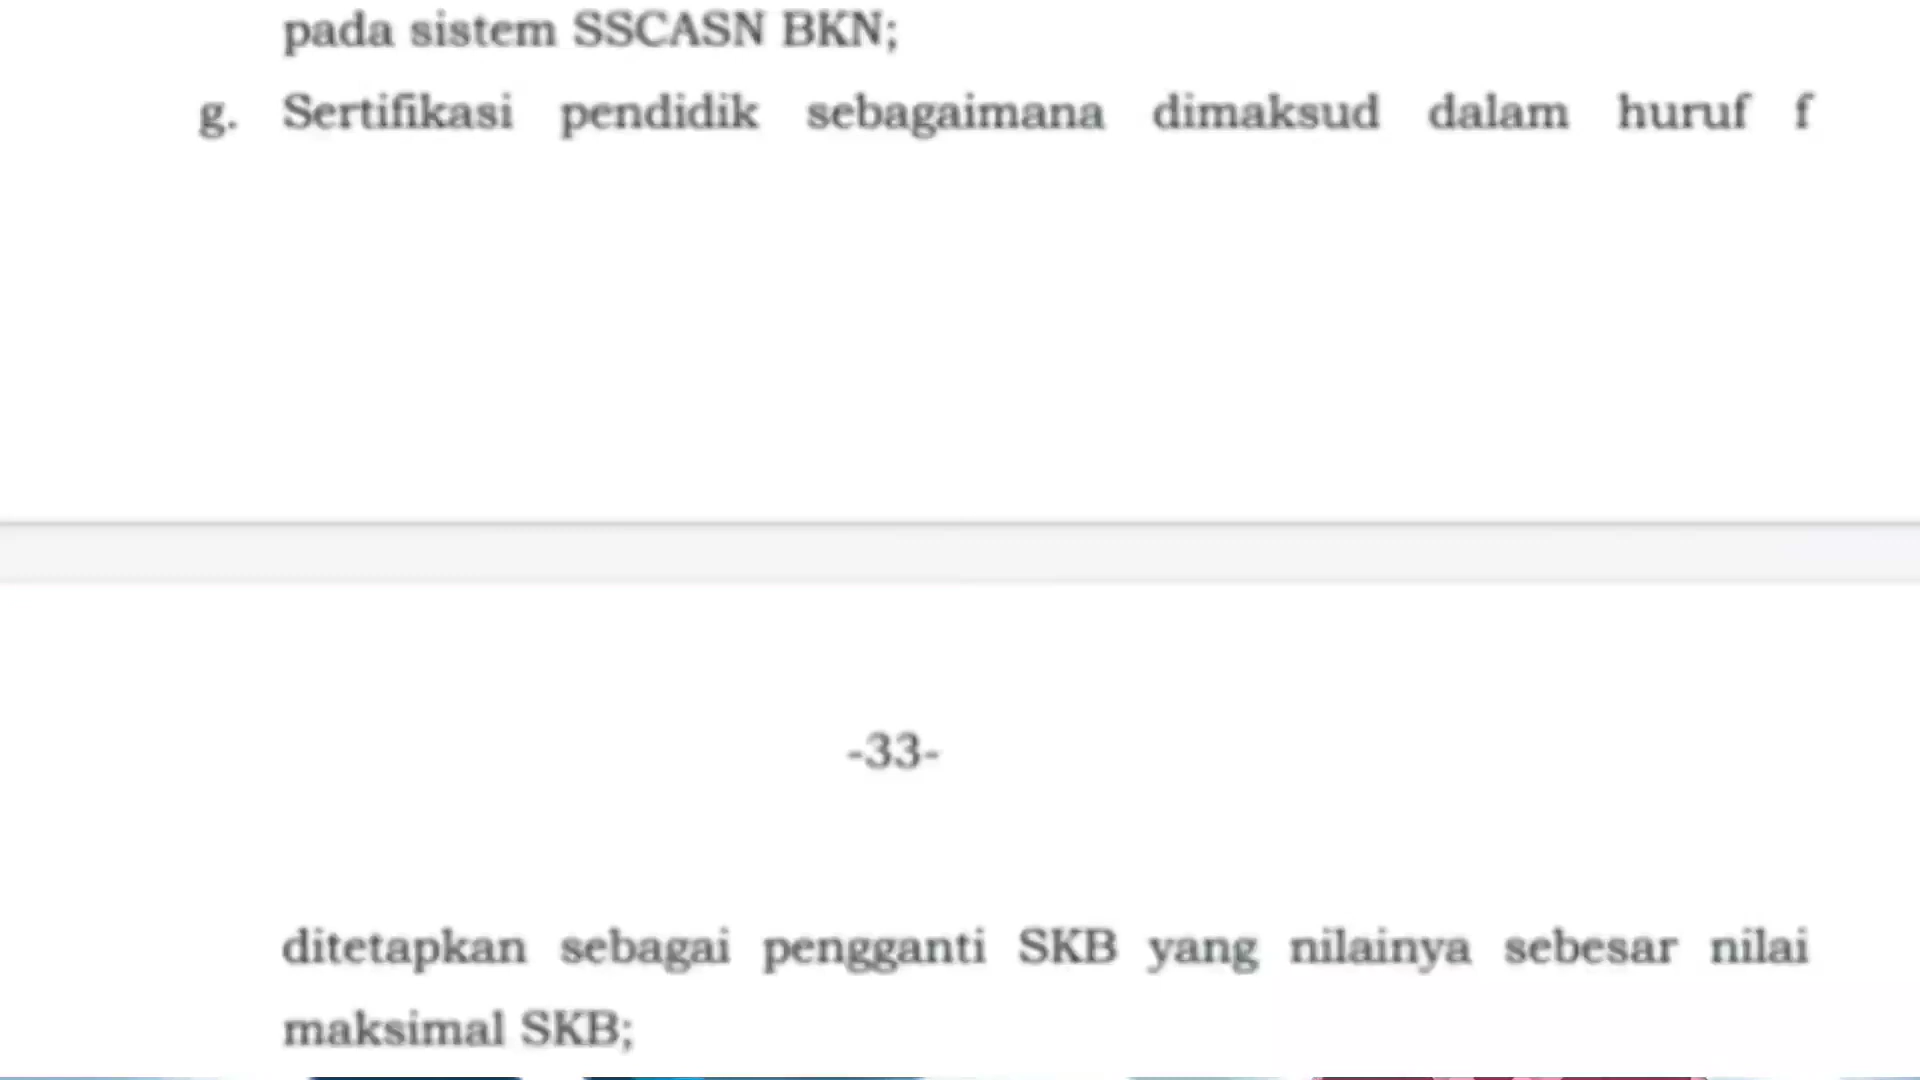 pada sistem SSCASN BKN;
g. Sertifikasi pendidik sebagaimana dimaksud dalam huruf f
-33-
ditetapkan sebagai pengganti SKB yang nilainya sebesar nilai
maksimal SKB;